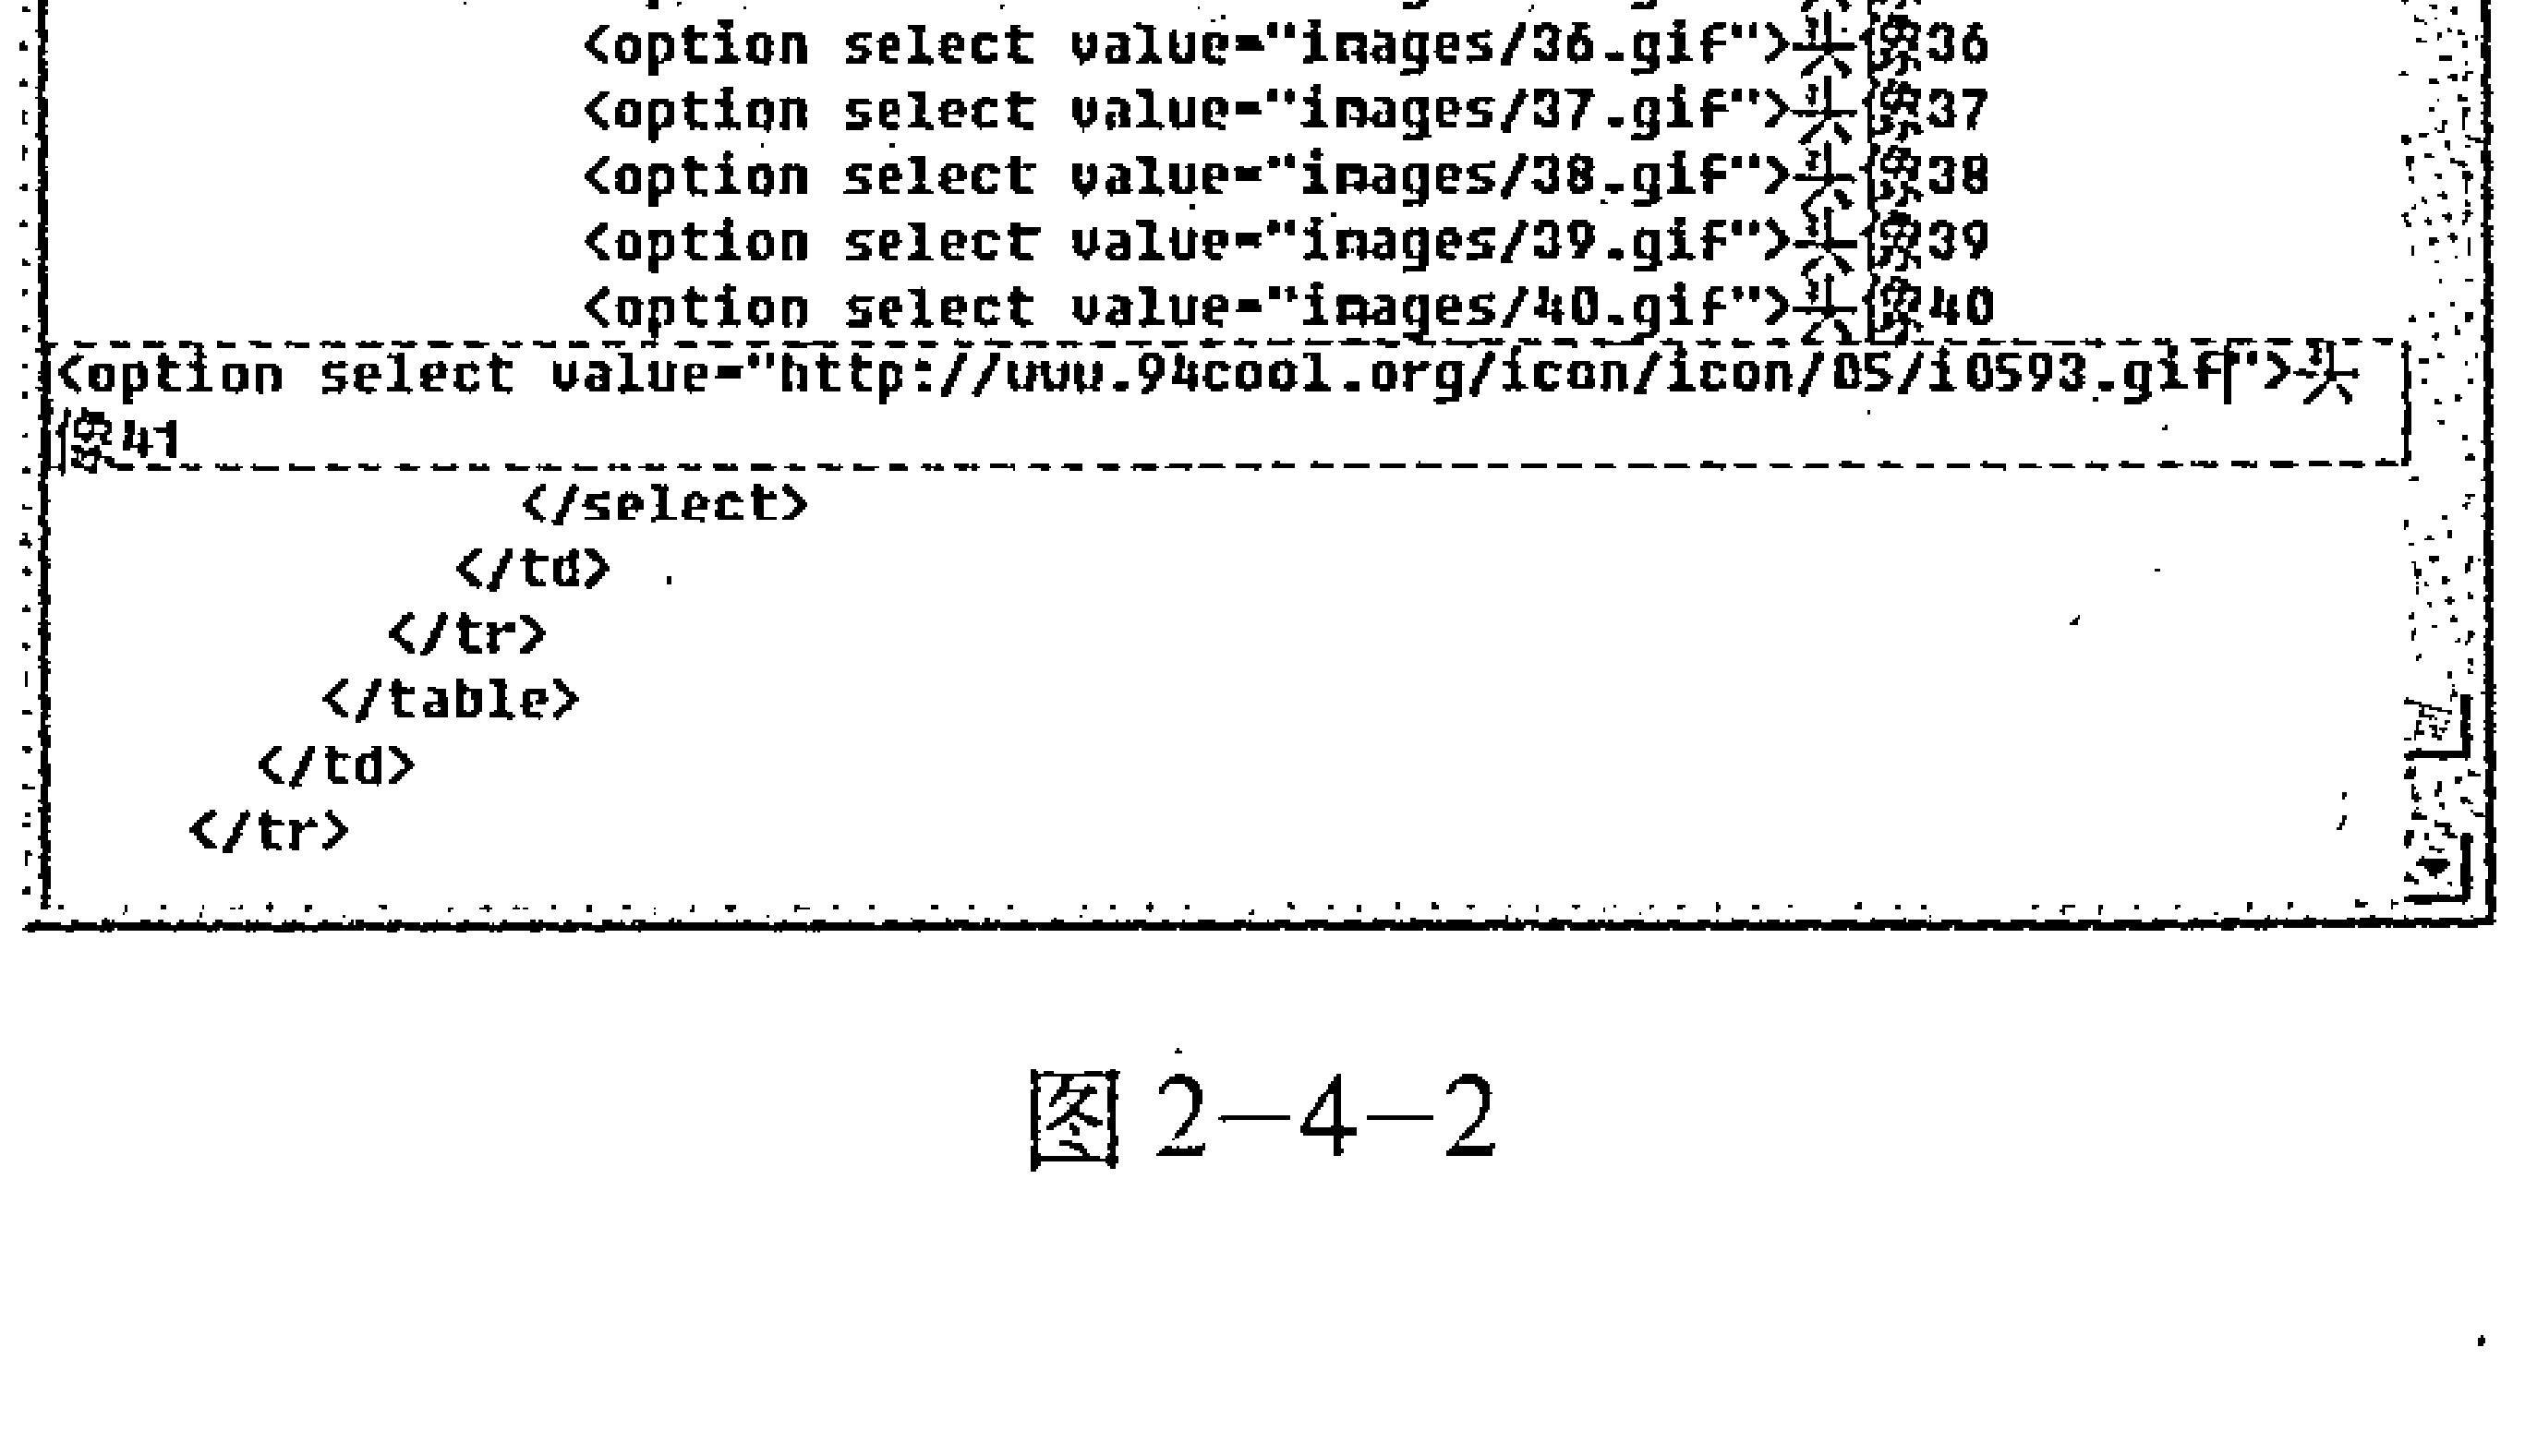 <option select value="images/36.gif">头像36
<option select value="images/37.gif">头像37
<option select value="images/38.gif">头像38
<option select value="images/39.gif">头像39
<option select value="images/40.gif">头像40
<option select value="http://www.94cool.org/icon/icon/05/i0593.gif">头
像41
</select>
</td>
</tr>
</table>
</td>
</tr>
图 2-4-2